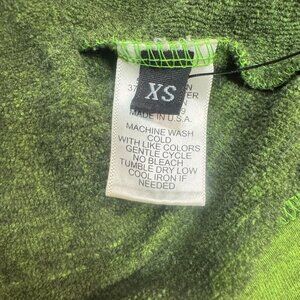 XS
MADE IN U.S.A.
MACHINE WASH
COLD
WITH LIKE COLORS
GENTLE CYCLE
NO BLEACH
TUMBLE DRY LOW
COOL IRON IF
NEEDED